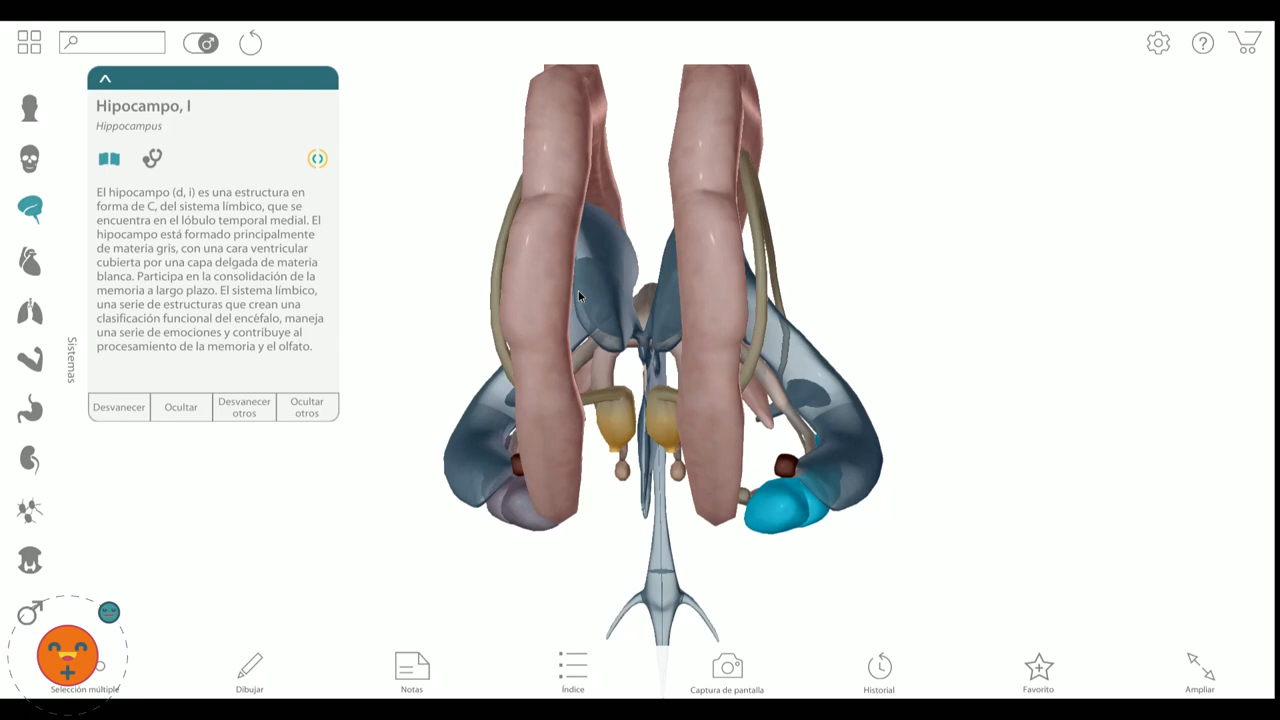 Hipocampo, I
Hippocampus
El hipocampo (d, i) es una estructura en
forma de C, del sistema límbico, que se
encuentra en el lóbulo temporal medial. El
hipocampo está formado principalmente
de materia gris, con una cara ventricular
cubierta por una capa delgada de materia
blanca. Participa en la consolidación de la
memoria a largo plazo. El sistema límbico,
una serie de estructuras que crean una
clasificación funcional del encéfalo, maneja
una serie de emociones y contribuye al
procesamiento de la memoria y el olfato.
Sistemas
Desvanecer
Ocultar
Desvanecer
otros
Ocultar
otros
Selección múltiple
Dibujar
Notas
Índice
Captura de pantalla
Historial
Favorito
Ampliar